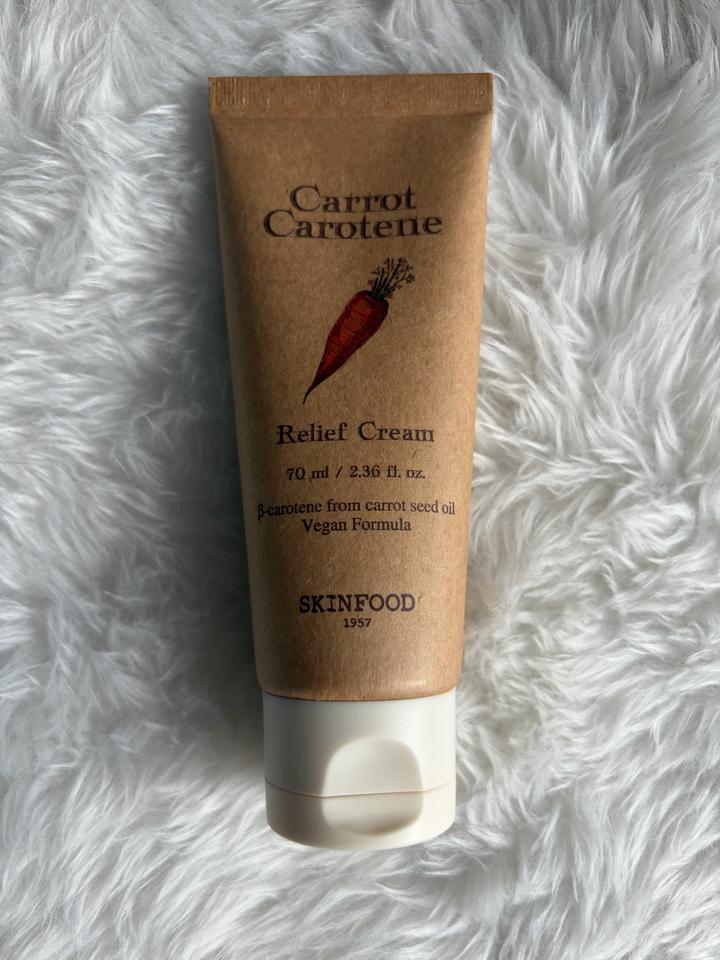 Carrot
Carotene
Relief Cream
70 ml / 2.36 fl. oz.
β-carotene from carrot seed oil
Vegan Formula
SKINFOOD
1957